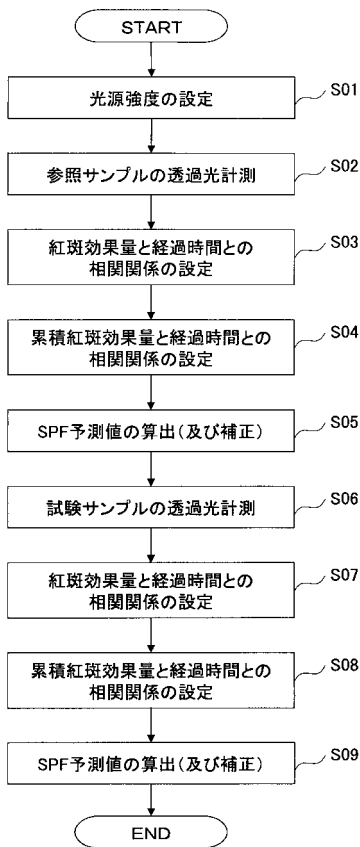 START
光源強度の設定
S01
参照サンプルの透過光計測
S02
紅斑効果量と経過時間との
相関関係の設定
S03
累積紅斑効果量と経過時間との
相関関係の設定
S04
SPF予測値の算出(及び補正)
S05
試験サンプルの透過光計測
S06
紅斑効果量と経過時間との
相関関係の設定
S07
累積紅斑効果量と経過時間との
相関関係の設定
S08
SPF予測値の算出(及び補正)
S09
END